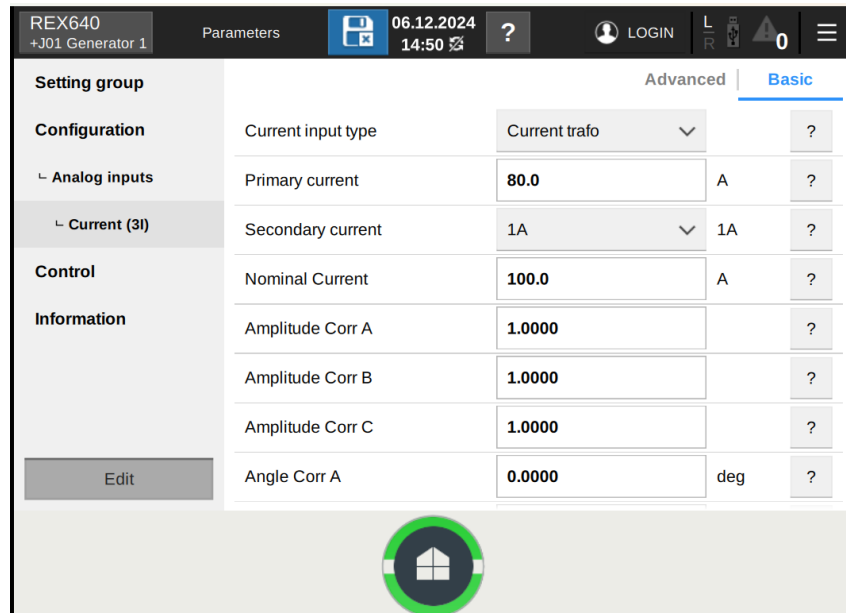 REX640
+J01 Generator 1
Parameters
06.12.2024
14:50
?
LOGIN
L
R
0
Setting group
Configuration
Analog inputs
Current (3I)
Control
Information
Edit
Advanced
Basic
Current input type Current trafo ?
Primary current 80.0 A ?
Secondary current 1A 1A ?
Nominal Current 100.0 A ?
Amplitude Corr A 1.0000 ?
Amplitude Corr B 1.0000 ?
Amplitude Corr C 1.0000 ?
Angle Corr A 0.0000 deg ?